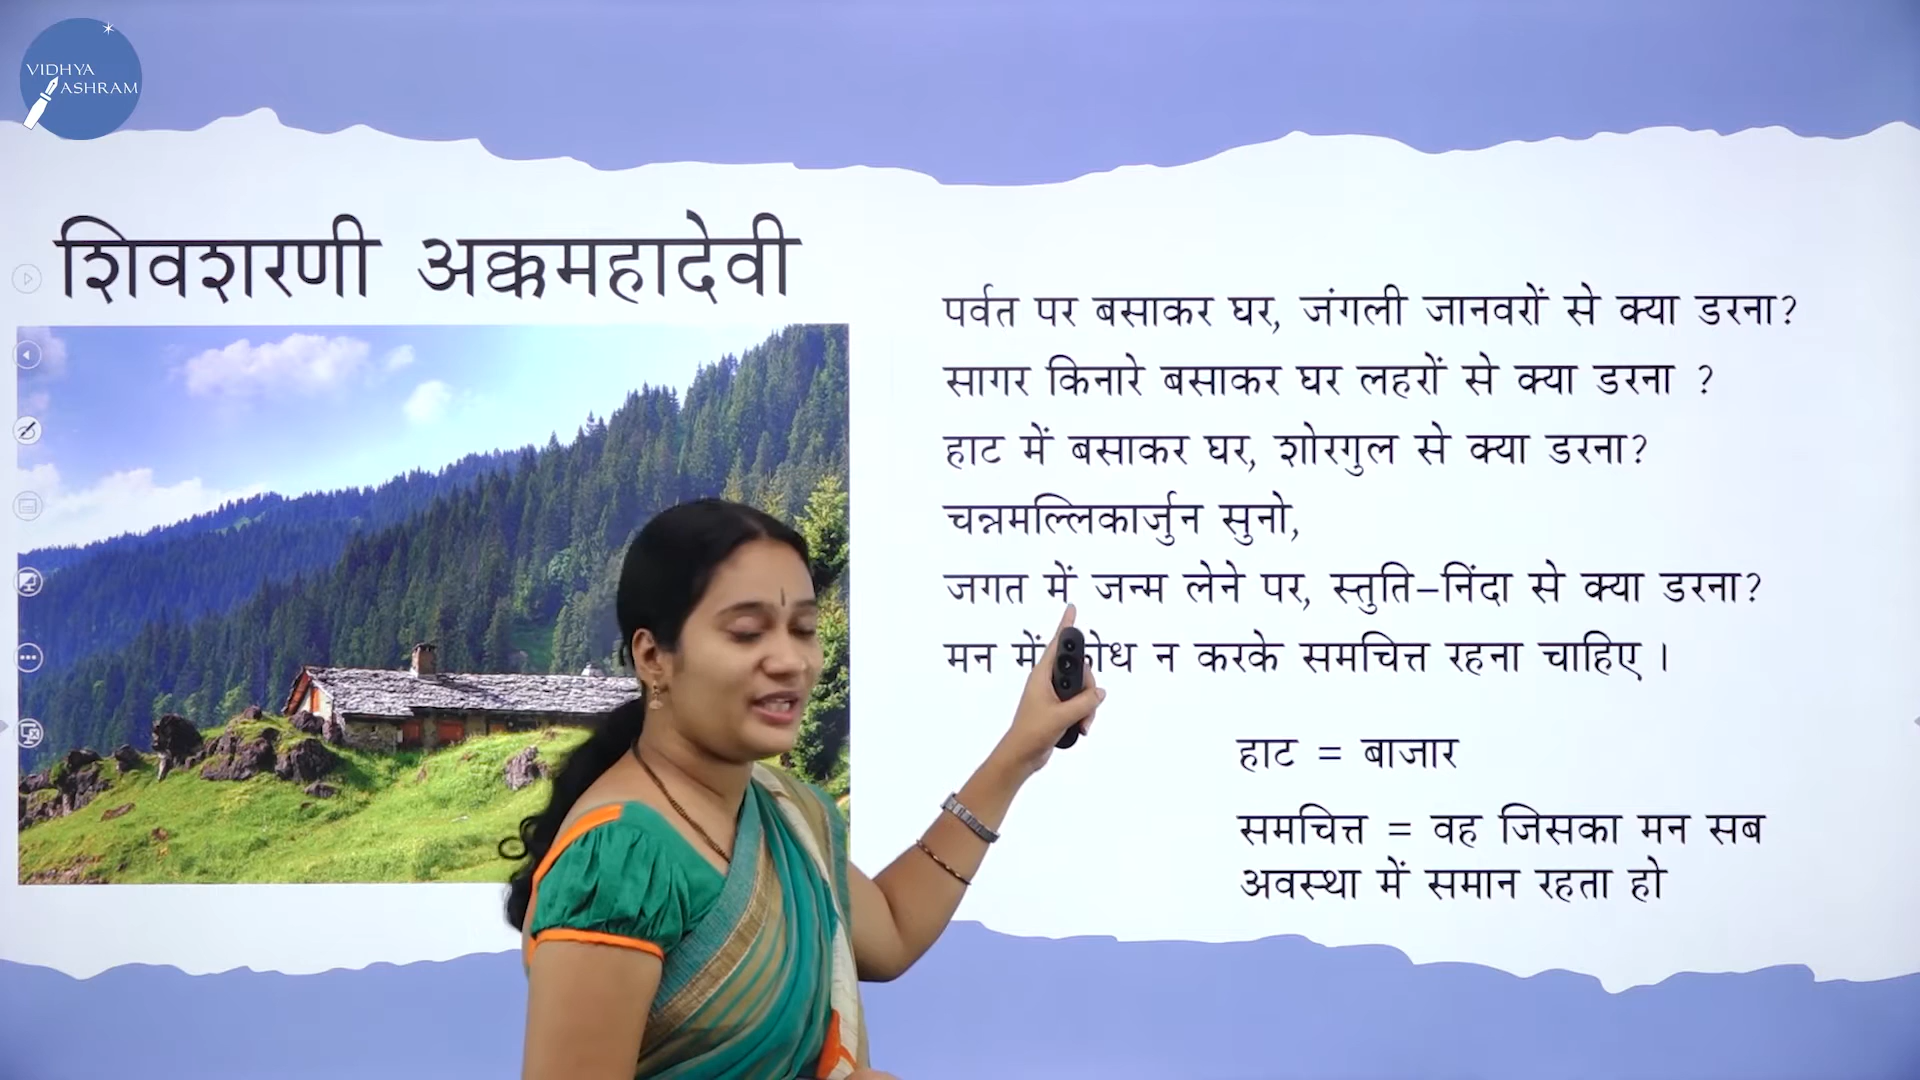 VIDHYA
ASHRAM
शिवशरणी अक्कमहादेवी
पर्वत पर बसाकर घर, जंगली जानवरों से क्या डरना?
सागर किनारे बसाकर घर लहरों से क्या डरना ?
हाट में बसाकर घर, शोरगुल से क्या डरना?
चन्नमल्लिकार्जुन सुनो,
जगत में जन्म लेने पर, स्तुति-निंदा से क्या डरना?
मन में न करके समचित्त रहना चाहिए ।
हाट = बाजार
समचित्त = वह जिसका मन सब
अवस्था में समान रहता हो